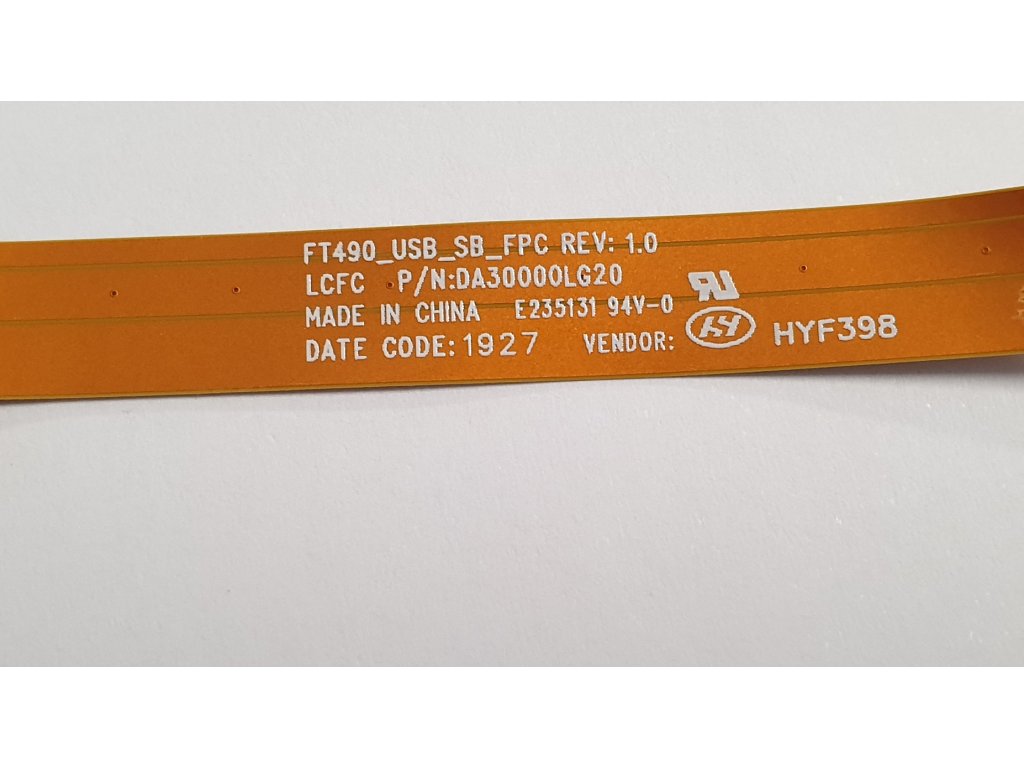 FT490_USB_SB_FPC REV: 1.0
LCFC P/N:DA30000LG20
MADE IN CHINA E235131 94V-0
DATE CODE: 1927 VENDOR: HYF398